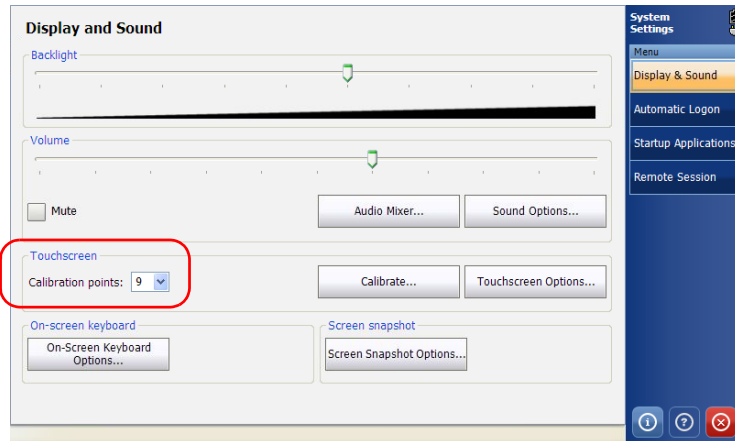 Display and Sound
Backlight
Volume
Mute
Audio Mixer...
Sound Options...
Touchscreen
Calibration points: 9
Calibrate...
Touchscreen Options...
On-screen keyboard
On-Screen Keyboard
Options...
Screen snapshot
Screen Snapshot Options...
System
Settings
Menu
Display & Sound
Automatic Logon
Startup Applications
Remote Session